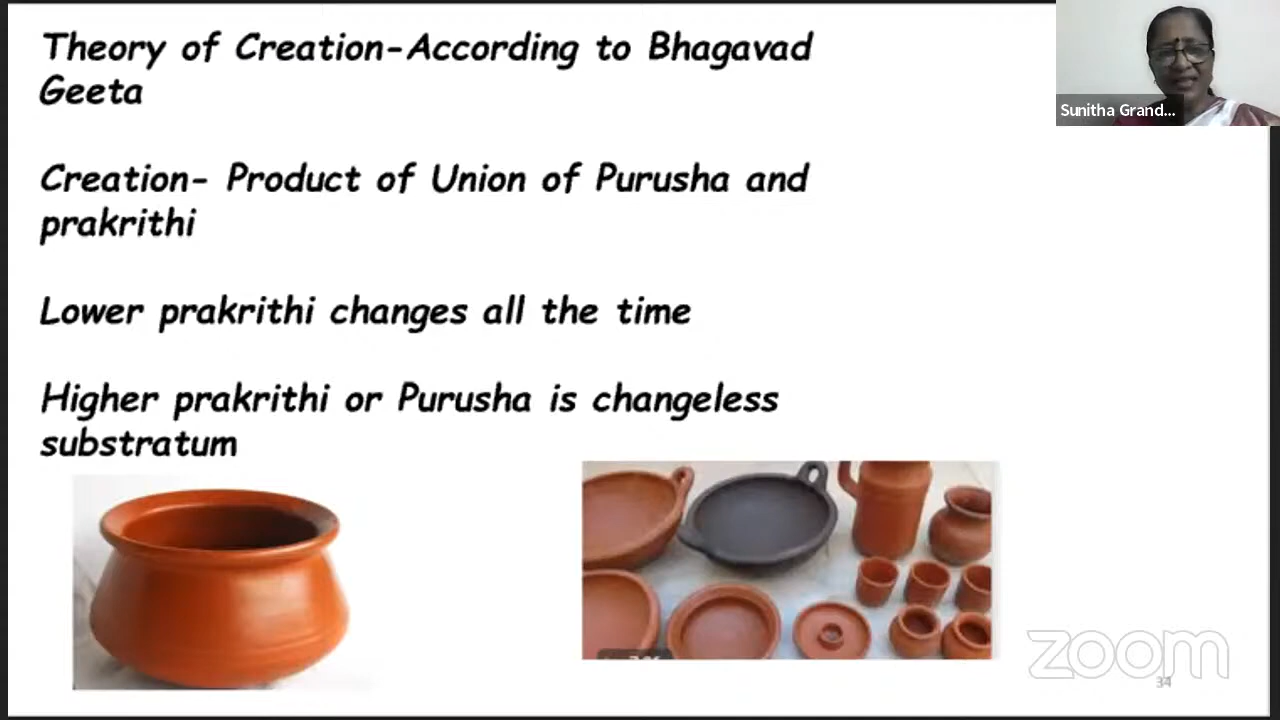 Theory of Creation-According to Bhagavad
Geeta
Sunitha Grand...
Creation- Product of Union of Purusha and
prakrithi
Lower prakrithi changes all the time
Higher prakrithi or Purusha is changeless
substratum
zoom
34